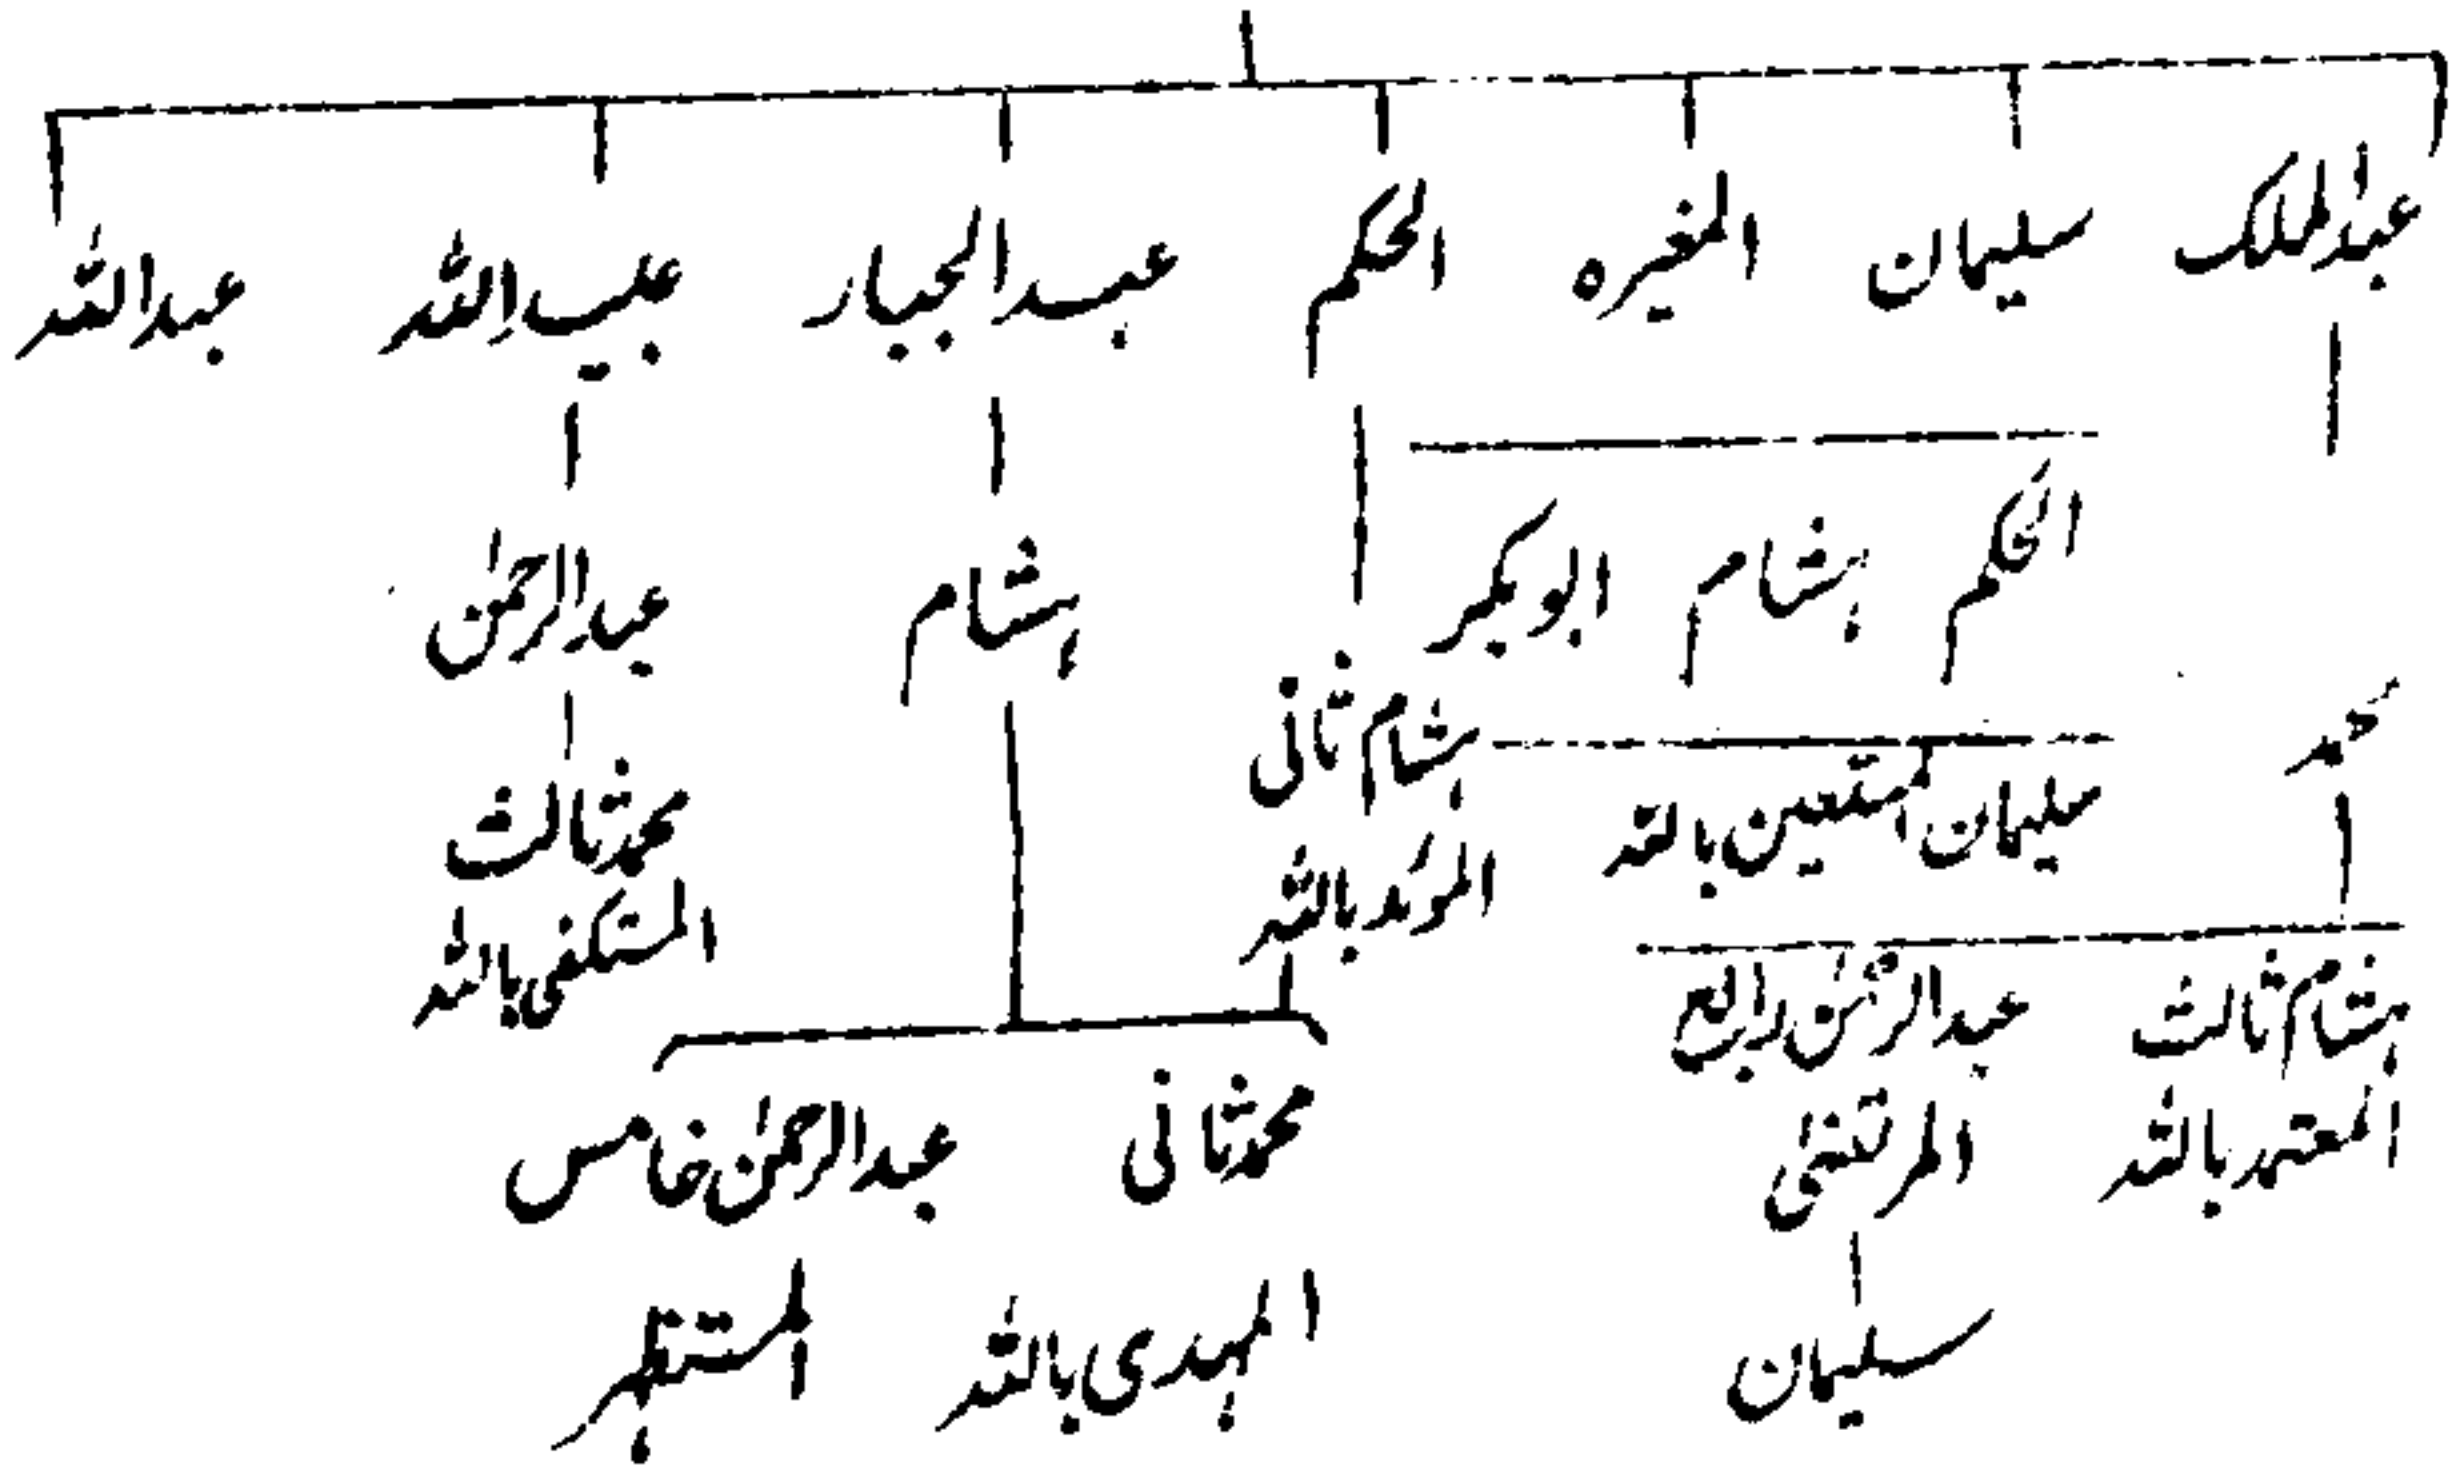 عبدالملک سلیمان المغیرہ الحکم عبدالجبار عبیداللہ عبداللہ
الحکم ہشام ابوبکر ہشام عبدالرحمٰن
محمد سلیمان المستعین باللہ ہشام ثانی محمد ثالث
المؤید باللہ المستکفی باللہ
ہشام ثالث عبدالرحمٰن رابع
المعتمد باللہ المرتضیٰ محمد ثانی عبدالرحمٰن خامس
سلیمان المہدی باللہ المستظہر